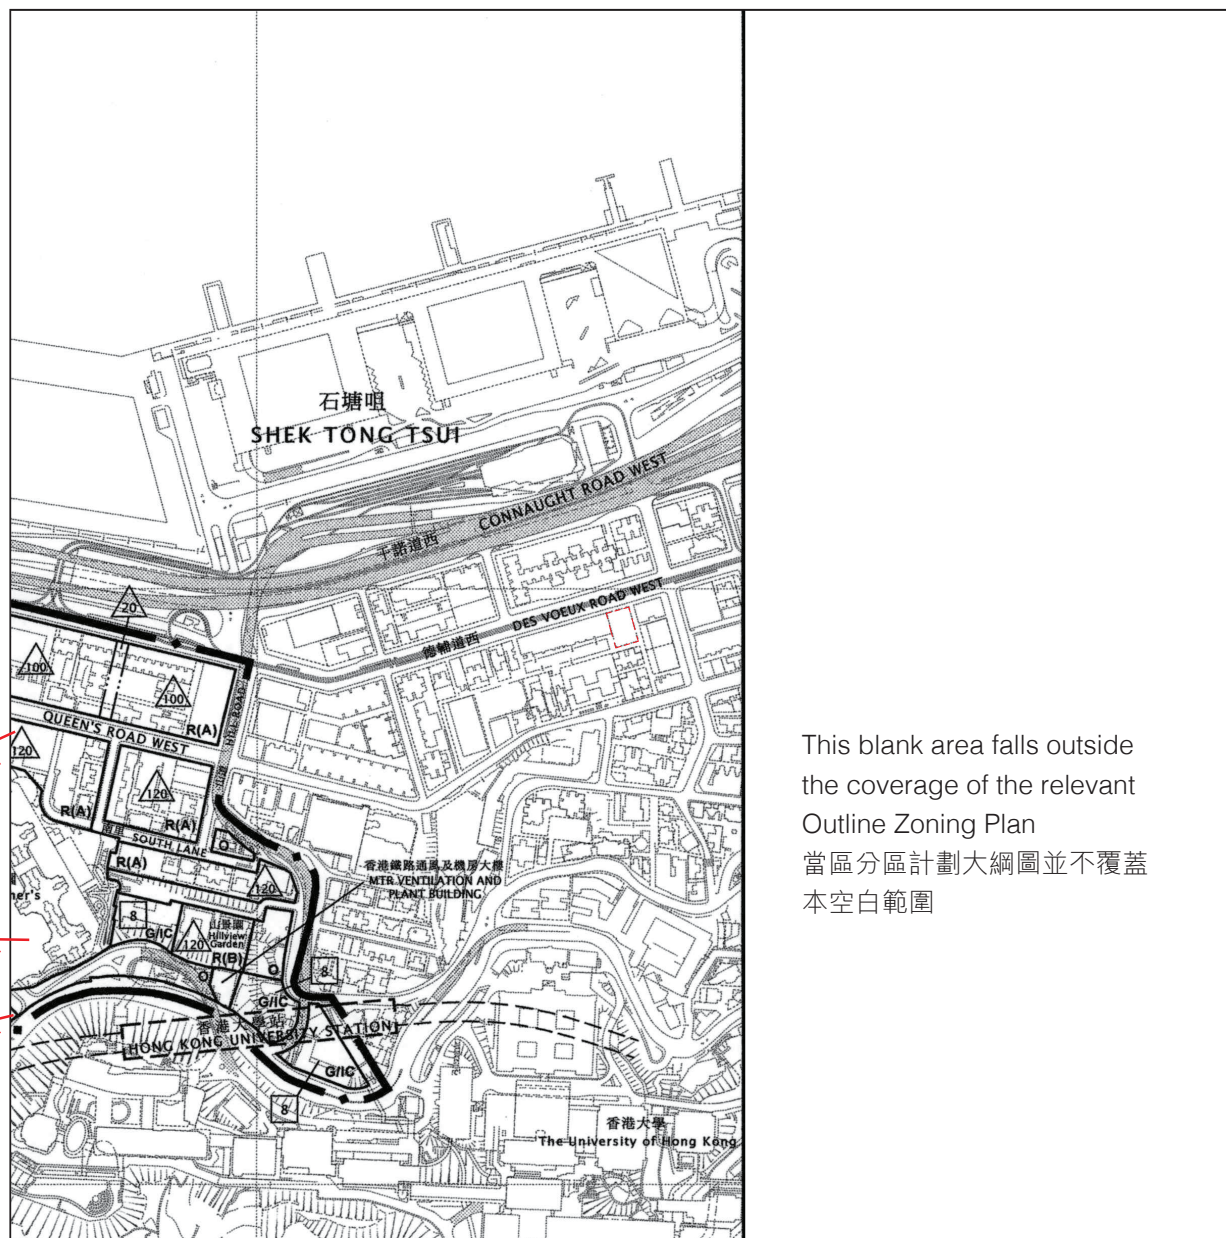 石塘咀
SHEK TONG TSUI
CONNAUGHT ROAD WEST
干諾道西
DES VOEUX ROAD WEST
德輔道西
20
100
100
R(A)
HILL ROAD
QUEEN'S ROAD WEST
120
120
R(A)
R(A)
SOUTH LANE
O
R(A)
120
香港鐵路通風及機房大樓
MTR VENTILATION AND
PLANT BUILDING
8
G/IC
120
山景園
Hillview
Garden
R(B)
O
O
8
G/IC
香港大學站
HONG KONG UNIVERSITY STATION
G/IC
8
香港大學
The University of Hong Kong
This blank area falls outside
the coverage of the relevant
Outline Zoning Plan
當區分區計劃大綱圖並不覆蓋
本空白範圍